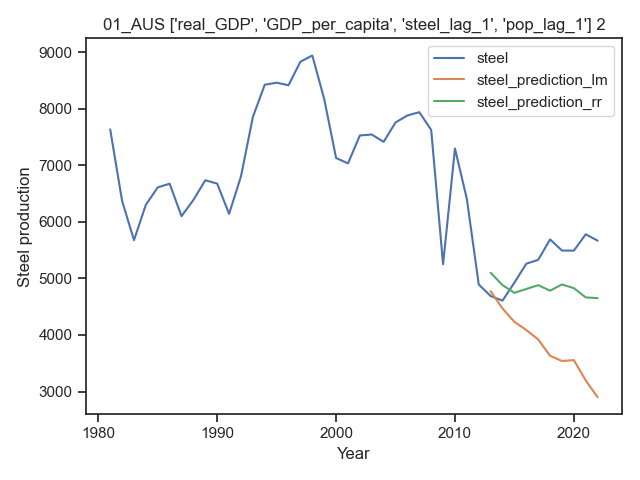 01_AUS ['real_GDP', 'GDP_per_capita', 'steel_lag_1', 'pop_lag_1'] 2
steel
steel_prediction_lm
steel_prediction_rr
Steel production
9000
8000
7000
6000
5000
4000
3000
1980
1990
2000
2010
2020
Year